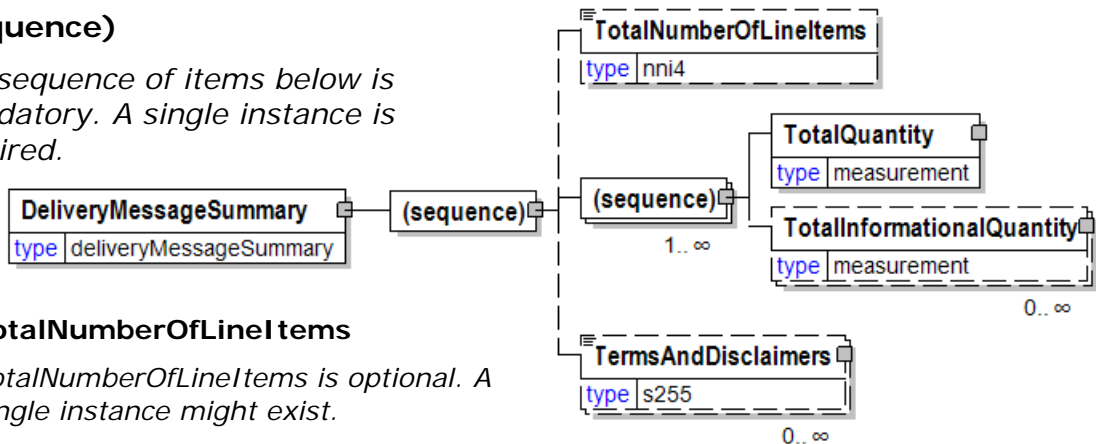 quence)
sequence of items below is
datory. A single instance is
ired.
DeliveryMessageSummary
type deliveryMessageSummary
(sequence)
TotalNumberOfLineItems
type nni4
(sequence)
1.. ∞
TotalQuantity
type measurement
TotalInformationalQuantity
type measurement
0.. ∞
TermsAndDisclaimers
type s255
0.. ∞
otalNumberOfLineItems
otalNumberOfLineItems is optional. A
ngle instance might exist.